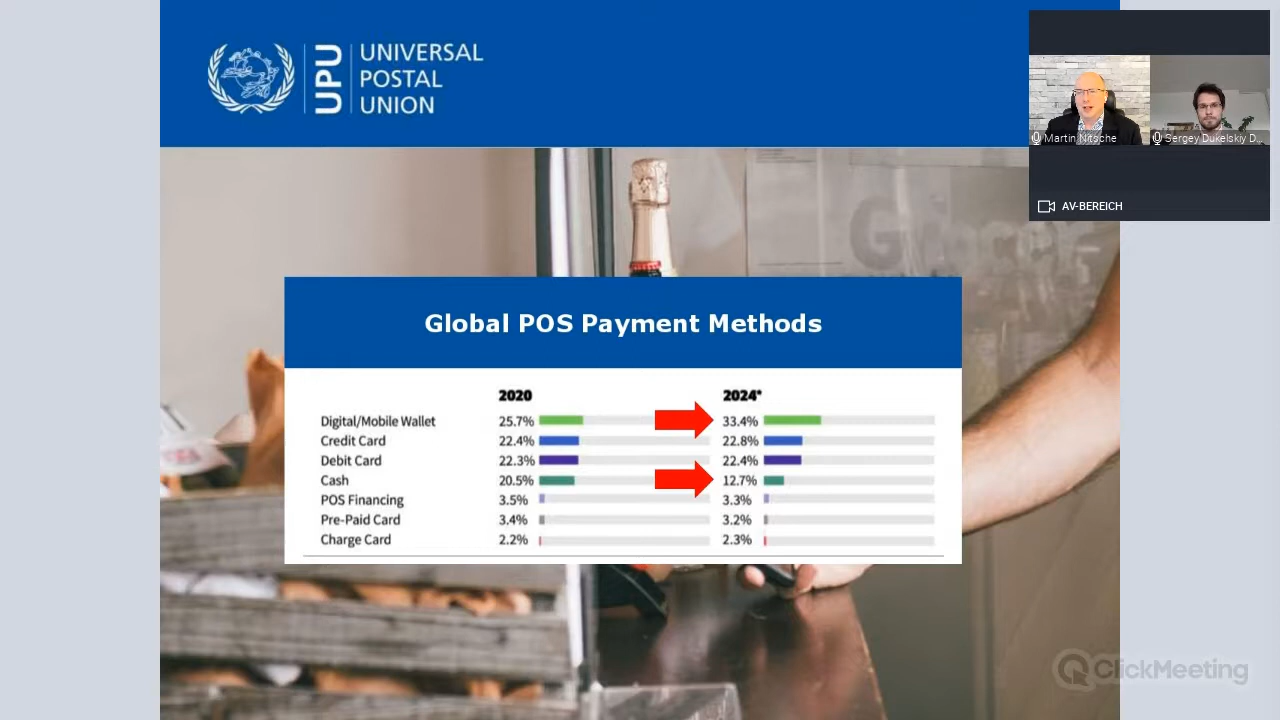 UPU
UNIVERSAL
POSTAL
UNION
Martin Nitsche
Sergey Dukelskiy D...
AV-BEREICH
Global POS Payment Methods
2020 2024*
Digital/Mobile Wallet 25.7% 33.4%
Credit Card 22.4% 22.8%
Debit Card 22.3% 22.4%
Cash 20.5% 12.7%
POS Financing 3.5% 3.3%
Pre-Paid Card 3.4% 3.2%
Charge Card 2.2% 2.3%
ClickMeeting